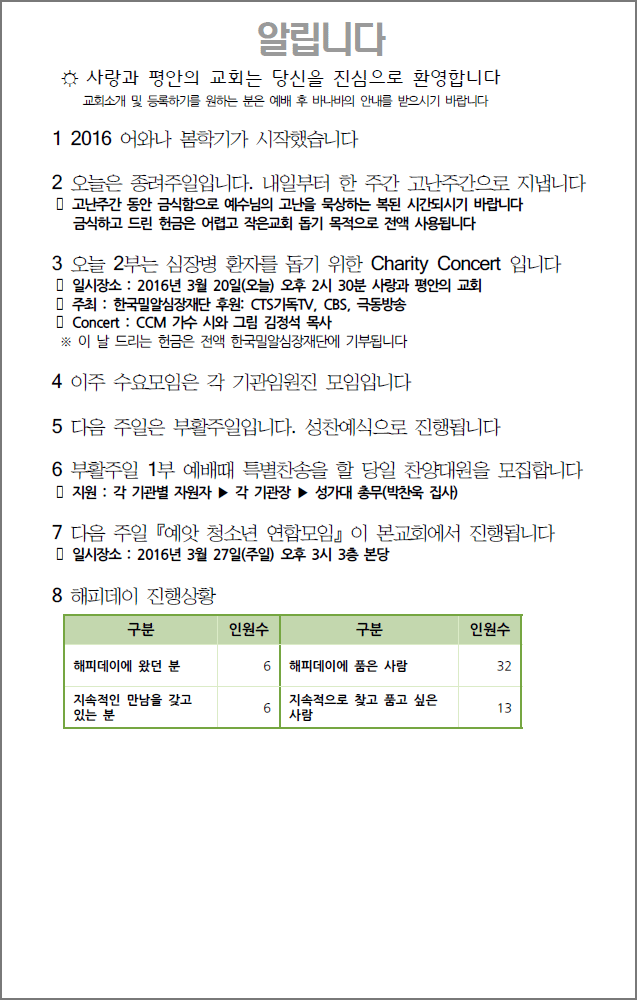 알립니다
☼ 사랑과 평안의 교회는 당신을 진심으로 환영합니다
교회소개 및 등록하기를 원하는 분은 예배 후 바나바의 안내를 받으시기 바랍니다
1 2016 어와나 봄학기가 시작했습니다
2 오늘은 종려주일입니다. 내일부터 한 주간 고난주간으로 지냅니다
▯ 고난주간 동안 금식함으로 예수님의 고난을 묵상하는 복된 시간되시기 바랍니다
금식하고 드린 헌금은 어렵고 작은교회 돕기 목적으로 전액 사용됩니다
3 오늘 2부는 심장병 환자를 돕기 위한 Charity Concert 입니다
▯ 일시장소 : 2016년 3월 20일(오늘) 오후 2시 30분 사랑과 평안의 교회
▯ 주최 : 한국밀알심장재단 후원: CTS기독TV, CBS, 극동방송
▯ Concert : CCM 가수 시와 그림 김정석 목사
※ 이 날 드리는 헌금은 전액 한국밀알심장재단에 기부됩니다
4 이주 수요모임은 각 기관임원진 모임입니다
5 다음 주일은 부활주일입니다. 성찬예식으로 진행됩니다
6 부활주일 1부 예배때 특별찬송을 할 당일 찬양대원을 모집합니다
▯ 지원 : 각 기관별 자원자 ▶ 각 기관장 ▶ 성가대 총무(박찬욱 집사)
7 다음 주일 『예앗 청소년 연합모임』 이 본교회에서 진행됩니다
▯ 일시장소 : 2016년 3월 27일(주일) 오후 3시 3층 본당
8 해피데이 진행상황
구분 인원수 구분 인원수
해피데이에 왔던 분 6 해피데이에 품은 사람 32
지속적인 만남을 갖고 있는 분 6 지속적으로 찾고 품고 싶은 사람 13